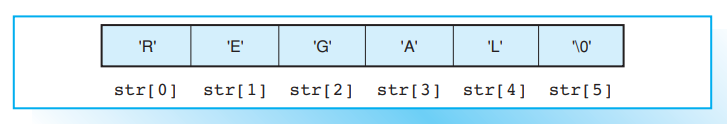 'R' 'E' 'G' 'A' 'L' '\0'
str[0] str[1] str[2] str[3] str[4] str[5]